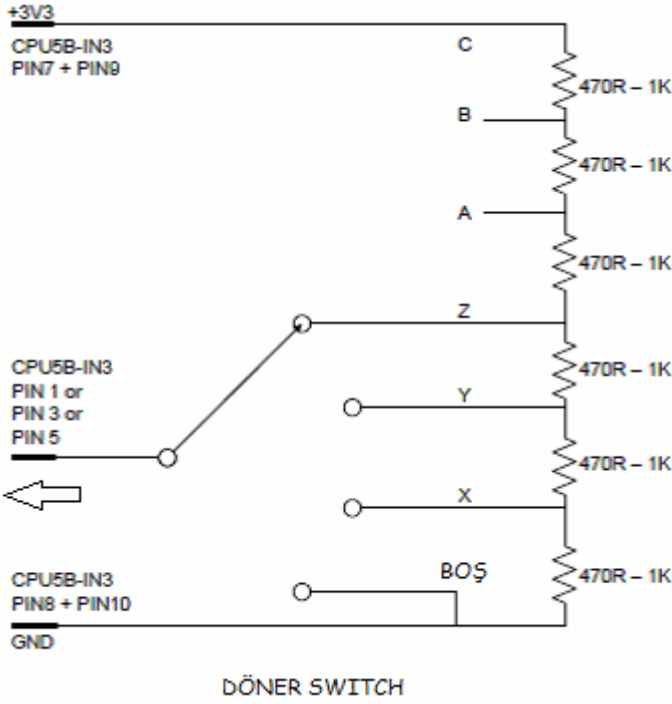 +3V3
CPU5B-IN3
PIN7 + PIN9
C
470R – 1K
B
470R – 1K
A
470R – 1K
Z
CPU5B-IN3
PIN 1 or
PIN 3 or
PIN 5
470R – 1K
Y
470R – 1K
X
BOŞ
470R – 1K
CPU5B-IN3
PIN8 + PIN10
GND
DÖNER SWITCH